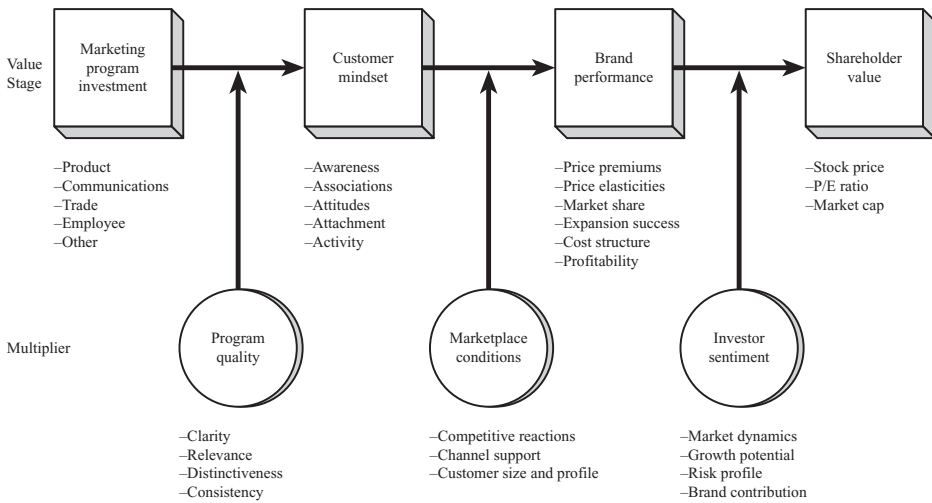 Value
Stage
Marketing
program
investment
Customer
mindset
Brand
performance
Shareholder
value
–Product
–Communications
–Trade
–Employee
–Other
–Awareness
–Associations
–Attitudes
–Attachment
–Activity
–Price premiums
–Price elasticities
–Market share
–Expansion success
–Cost structure
–Profitability
–Stock price
–P/E ratio
–Market cap
Multiplier
Program
quality
Marketplace
conditions
Investor
sentiment
–Clarity
–Relevance
–Distinctiveness
–Consistency
–Competitive reactions
–Channel support
–Customer size and profile
–Market dynamics
–Growth potential
–Risk profile
–Brand contribution